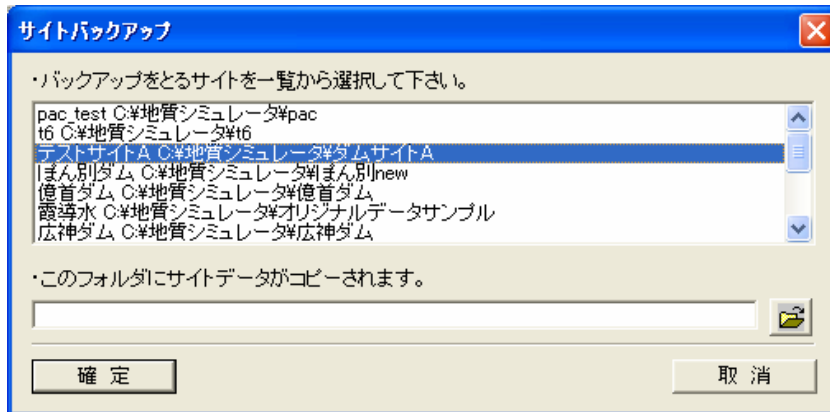 サイトバックアップ
・バックアップをとるサイトを一覧から選択して下さい。
pac_test C:¥地質シミュレータ¥pac
t6 C:¥地質シミュレータ¥t6
テストサイトA C:¥地質シミュレータ¥ダムサイトA
ぽん別ダム C:¥地質シミュレータ¥ぽん別new
億首ダム C:¥地質シミュレータ¥億首ダム
霞導水 C:¥地質シミュレータ¥オリジナルデータサンプル
広神ダム C:¥地質シミュレータ¥広神ダム
・このフォルダにサイトデータがコピーされます。
確 定
取 消